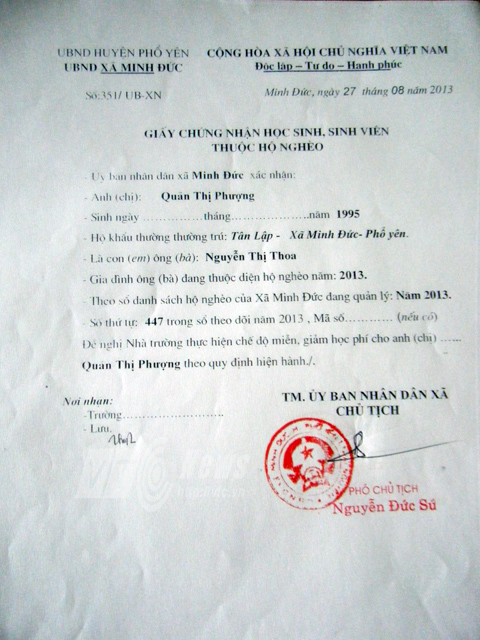 UBND HUYỆN PHỔ YÊN
UBND XÃ MINH ĐỨC
CỘNG HÒA XÃ HỘI CHỦ NGHĨA VIỆT NAM
Độc lập – Tự do – Hạnh phúc
Số:351/ UB-XN
Minh Đức, ngày 27 tháng 08 năm 2013
GIẤY CHỨNG NHẬN HỌC SINH, SINH VIÊN
THUỘC HỘ NGHÈO
- Uỷ ban nhân dân xã Minh Đức xác nhận:
- Anh (chị): Quản Thị Phượng
- Sinh ngày ……………tháng………………..năm 1995
- Hộ khẩu thường thường trú: Tân Lập - Xã Minh Đức- Phổ yên.
- Là con (em) ông (bà): Nguyễn Thị Thoa
- Gia đình ông (bà) đang thuộc diện hộ nghèo năm: 2013.
- Theo sổ danh sách hộ nghèo của Xã Minh Đức đang quản lý: Năm 2013.
- Số thứ tự: 447 trong sổ theo dõi năm 2013 , Mã số………… (nếu có)
Đề nghị Nhà trường thực hiện chế độ miễn, giảm học phí cho anh (chị) ……
Quản Thị Phượng theo quy định hiện hành./.
Nơi nhận:
- Trường……………………
- Lưu.
TM. ỦY BAN NHÂN DÂN XÃ
CHỦ TỊCH
PHÓ CHỦ TỊCH
Nguyễn Đức Sú